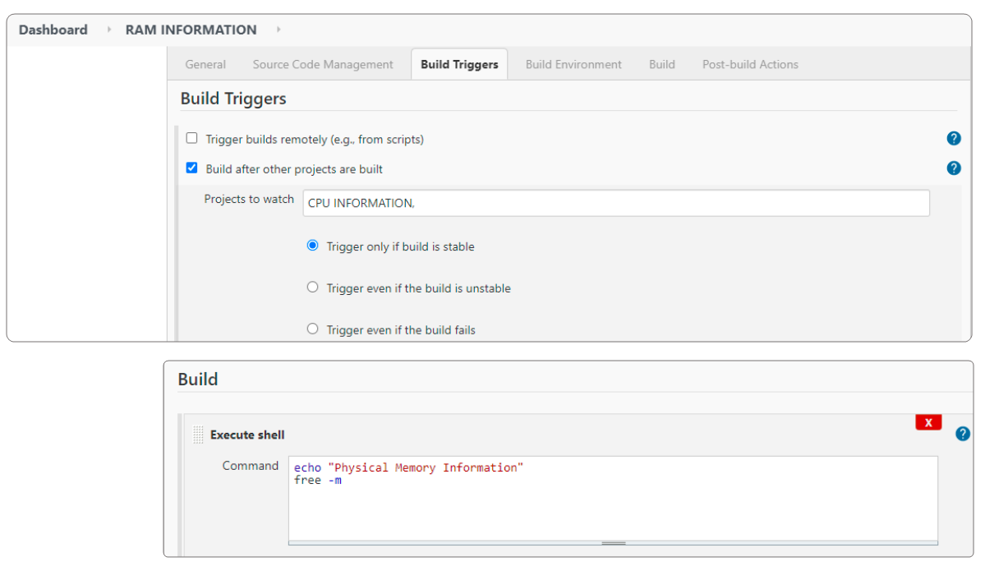 Dashboard RAM INFORMATION
General Source Code Management Build Triggers Build Environment Build Post-build Actions
Build Triggers
Trigger builds remotely (e.g., from scripts) ?
Build after other projects are built ?
Projects to watch CPU INFORMATION,
Trigger only if build is stable
Trigger even if the build is unstable
Trigger even if the build fails
Build
X
Execute shell ?
Command echo "Physical Memory Information"
free -m